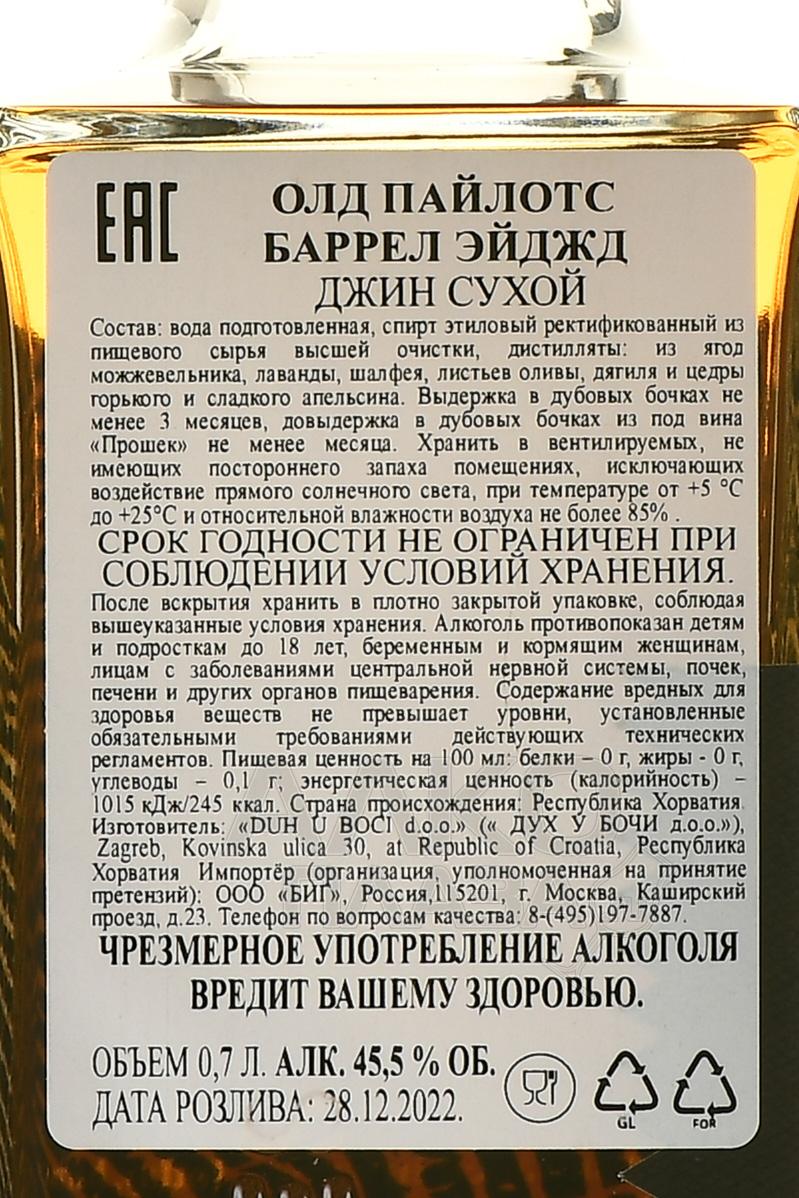 EAC
ОЛД ПАЙЛОТС
БАРРЕЛ ЭЙДЖД
ДЖИН СУХОЙ
Состав: вода подготовленная, спирт этиловый ректификованный из
пищевого сырья высшей очистки, дистилляты: из ягод
можжевельника, лаванды, шалфея, листьев оливы, дягиля и цедры
горького и сладкого апельсина. Выдержка в дубовых бочках не
менее 3 месяцев, довыдержка в дубовых бочках из под вина
«Прошек» не менее месяца. Хранить в вентилируемых, не
имеющих постороннего запаха помещениях, исключающих
воздействие прямого солнечного света, при температуре от +5 °С
до +25°С и относительной влажности воздуха не более 85% .
СРОК ГОДНОСТИ НЕ ОГРАНИЧЕН ПРИ
СОБЛЮДЕНИИ УСЛОВИЙ ХРАНЕНИЯ.
После вскрытия хранить в плотно закрытой упаковке, соблюдая
вышеуказанные условия хранения. Алкоголь противопоказан детям
и подросткам до 18 лет, беременным и кормящим женщинам,
лицам с заболеваниями центральной нервной системы, почек,
печени и других органов пищеварения. Содержание вредных для
здоровья веществ не превышает уровни, установленные
обязательными требованиями действующих технических
регламентов. Пищевая ценность на 100 мл: белки – 0 г, жиры - 0 г,
углеводы – 0,1 г; энергетическая ценность (калорийность) –
1015 кДж/245 ккал. Страна происхождения: Республика Хорватия
Изготовитель: «DUH U BOCI d.o.o.» (« ДУХ У БОЧИ д.о.о.»),
Zagreb, Kovinska ulica 30, at Republic of Croatia, Республика
Хорватия Импортёр (организация, уполномоченная на принятие
претензий): ООО «БИГ», Россия,115201, г. Москва, Каширский
проезд, д.23. Телефон по вопросам качества: 8-(495)197-7887.
ЧРЕЗМЕРНОЕ УПОТРЕБЛЕНИЕ АЛКОГОЛЯ
ВРЕДИТ ВАШЕМУ ЗДОРОВЬЮ.
ОБЪЕМ 0,7 Л. АЛК. 45,5 % ОБ.
ДАТА РОЗЛИВА: 28.12.2022.
GL
FOR